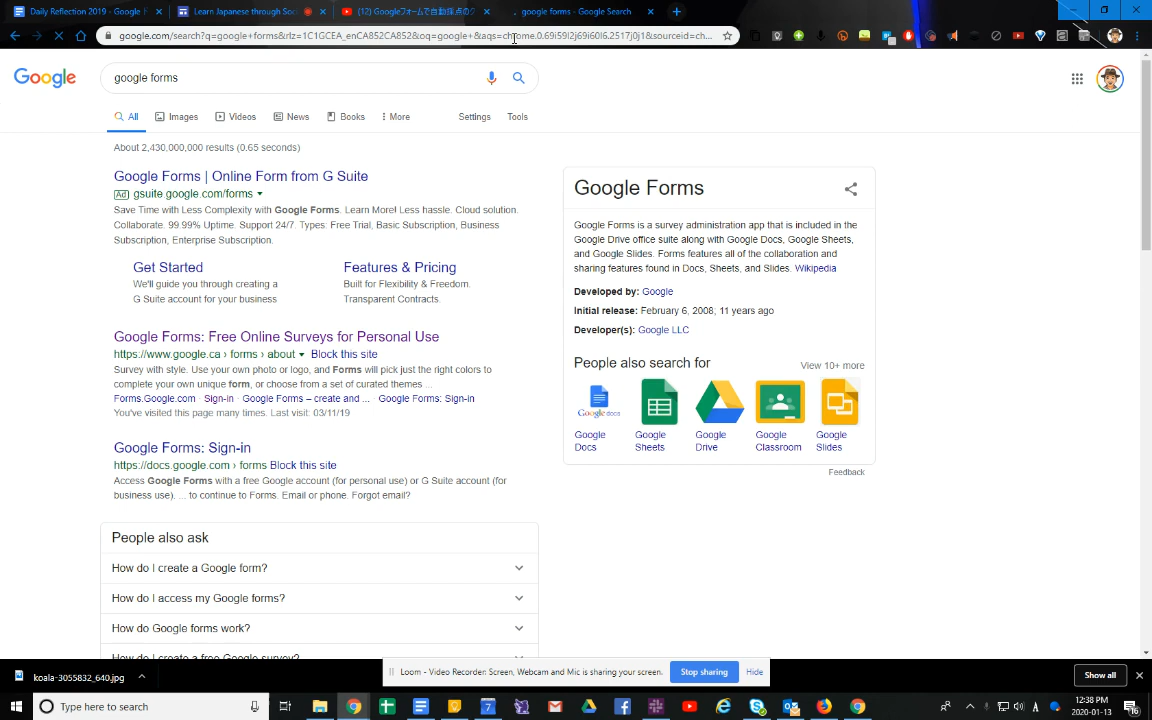 Daily Reflection 2019 - F
Learn Japanese through So
(12) Googleフォームで自動採点のク
google forms - Google Search
google.com/search?q=google+forms&rlz=1C1GCEA_enCA852CA852&oq=google+&aqs=chrome.0.69i59l2j69i60l6.2517j0j1&sourceid=ch...
Google
google forms
All
Images
Videos
News
Books
More
Settings
Tools
About 2,430,000,000 results (0.65 seconds)
Google Forms | Online Form from G Suite
Ad gsuite.google.com/forms
Save Time with Less Complexity with Google Forms. Learn More! Less hassle. Cloud solution.
Collaborate. 99.99% Uptime. Support 24/7. Types: Free Trial, Basic Subscription, Business
Subscription, Enterprise Subscription.
Get Started
We'll guide you through creating a
G Suite account for your business
Features & Pricing
Built for Flexibility & Freedom.
Transparent Contracts.
Google Forms: Free Online Surveys for Personal Use
https://www.google.ca › forms › about Block this site
Survey with style. Use your own photo or logo, and Forms will pick just the right colors to
complete your own unique form, or choose from a set of curated themes ...
Forms.Google.com · Sign-in · Google Forms – create and ... · Google Forms: Sign-in
You've visited this page many times. Last visit: 03/11/19
Google Forms: Sign-in
https://docs.google.com › forms Block this site
Access Google Forms with a free Google account (for personal use) or G Suite account (for
business use). ... to continue to Forms. Email or phone. Forgot email?
People also ask
How do I create a Google form?
How do I access my Google forms?
How do Google forms work?
How do I create a free Google survey?
Google Forms
Google Forms is a survey administration app that is included in the
Google Drive office suite along with Google Docs, Google Sheets,
and Google Slides. Forms features all of the collaboration and
sharing features found in Docs, Sheets, and Slides. Wikipedia
Developed by: Google
Initial release: February 6, 2008; 11 years ago
Developer(s): Google LLC
People also search for
View 10+ more
Google docs
Google
Docs
Google
Sheets
Google
Drive
Google
Classroom
Google
Slides
Feedback
koala-3055832_640.jpg
Loom - Video Recorder: Screen, Webcam and Mic is sharing your screen.
Stop sharing
Hide
Show all
Type here to search
12:38 PM
2020-01-13